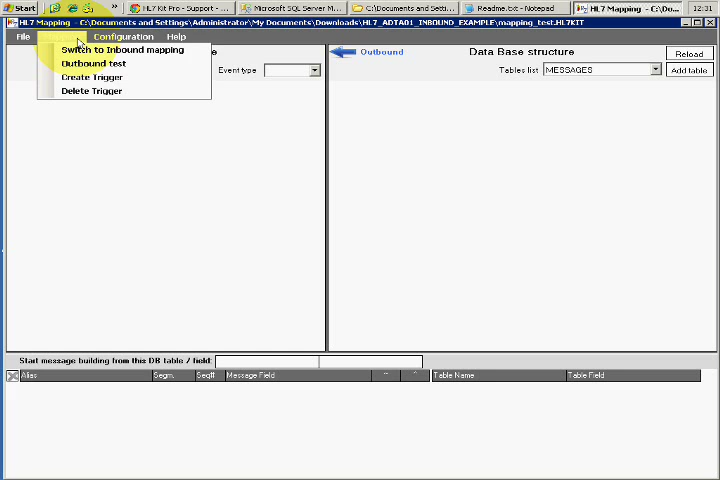 Start
»
HL7 Kit Pro - Support - ...
Microsoft SQL Server M...
C:\Documents and Setti...
Readme.txt - Notepad
HL7 Mapping - C:\Do...
12:31
HL7 Mapping - C:\Documents and Settings\Administrator\My Documents\Downloads\HL7_ADTA01_INBOUND_EXAMPLE\mapping_test.HL7KIT
File
Configuration
Help
Switch to Inbound mapping
Outbound test
Create Trigger
Delete Trigger
Event type
Outbound
Data Base structure
Reload
Tables list
MESSAGES
Add table
Start message building from this DB table / field:
Alias
Segm.
Seq#
Message Field
Table Name
Table Field